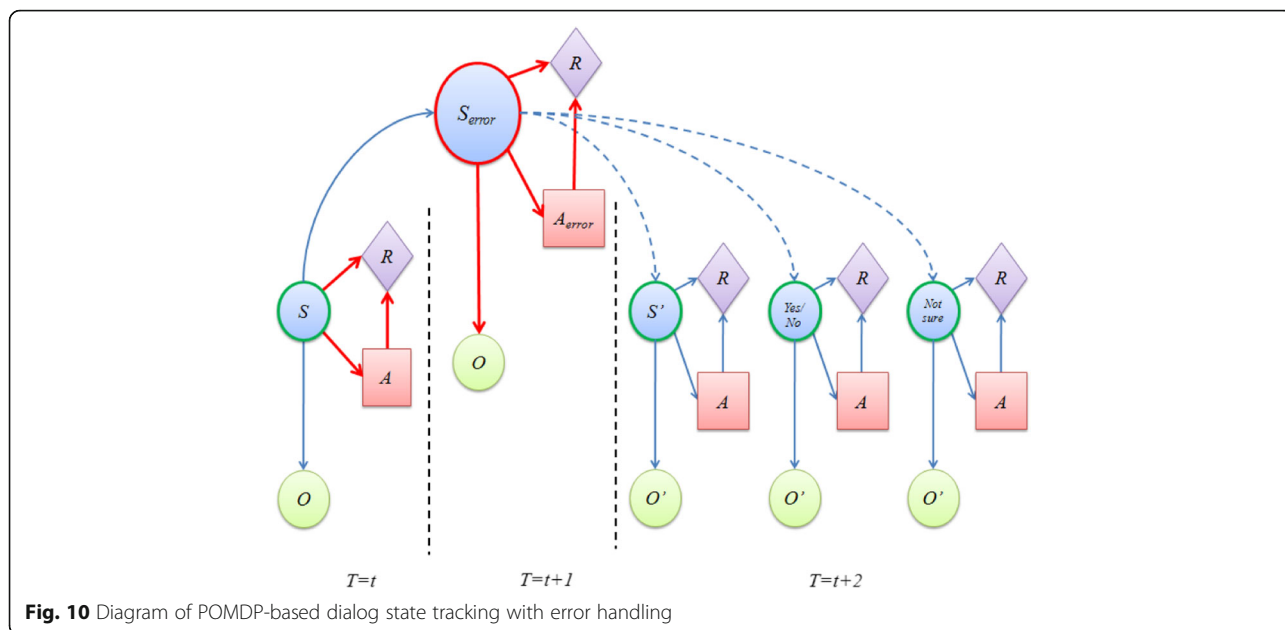 R
S_error
A_error
R
S
A
O
O
R
S'
A
O'
R
Yes/
No
A
O'
R
Not
sure
A
O'
T=t
T=t+1
T=t+2
Fig. 10 Diagram of POMDP-based dialog state tracking with error handling